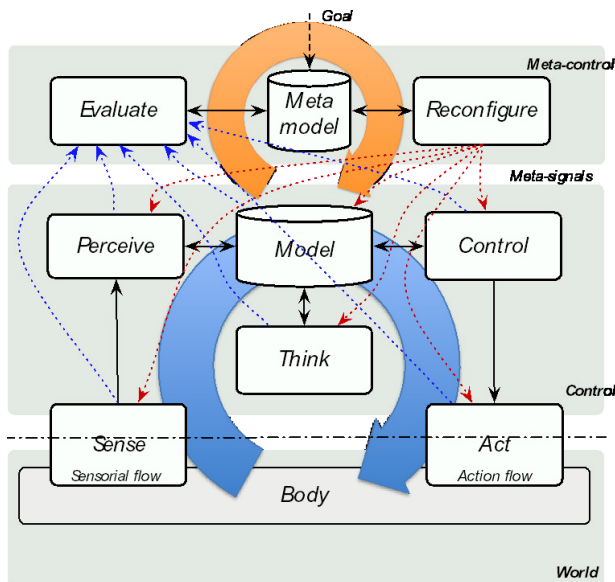 Goal
Meta-control
Evaluate
Meta
model
Reconfigure
Meta-signals
Perceive
Model
Control
Think
Control
Sense
Sensorial flow
Act
Action flow
Body
World